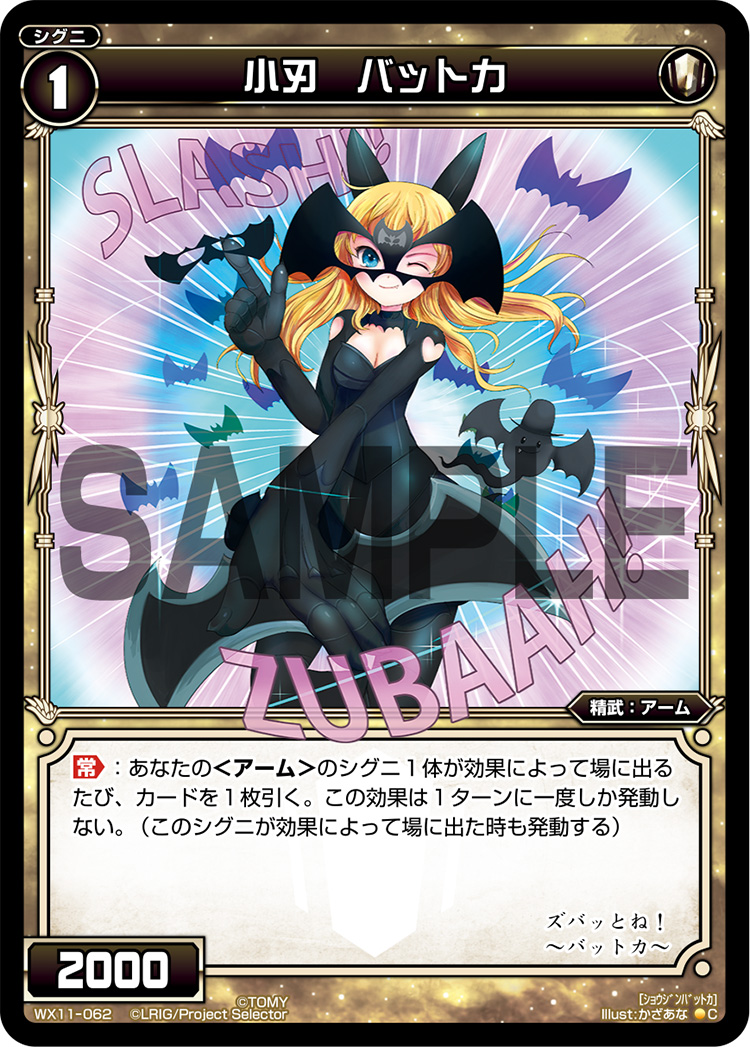 シグニ
1
小刃　バットカ
SLASH!!
SAMPLE
ZUBAAH!
精武：アーム
常：あなたの＜アーム＞のシグニ１体が効果によって場に出る
たび、カードを１枚引く。この効果は１ターンに一度しか発動し
ない。（このシグニが効果によって場に出た時も発動する）
ズバッとね！
～バットカ～
2000
WX11-062 ©LRIG/Project Selector
©TOMY
[ｼｮｳｼﾞﾝﾊﾞｯﾄｶ]
Illust:かざあな C